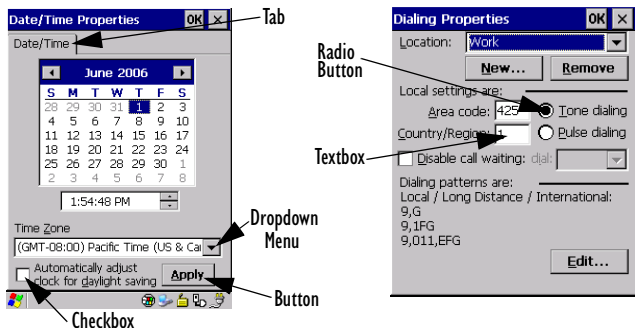 Date/Time Properties OK ×
Tab
Date/Time
June 2006
S M T W T F S
28 29 30 31 1 2 3
4 5 6 7 8 9 10
11 12 13 14 15 16 17
18 19 20 21 22 23 24
25 26 27 28 29 30 1
2 3 4 5 6 7 8
1:54:48 PM
Time Zone
(GMT-08:00) Pacific Time (US & Cai
Dropdown
Menu
Automatically adjust
clock for daylight saving
Apply
Button
Checkbox
Dialing Properties OK ×
Location: Work
New... Remove
Radio
Button
Local settings are:
Area code: 425 Tone dialing
Country/Region: 1 Pulse dialing
Textbox
Disable call waiting: dial:
Dialing patterns are:
Local / Long Distance / International:
9,G
9,1FG
9,011,EFG
Edit...